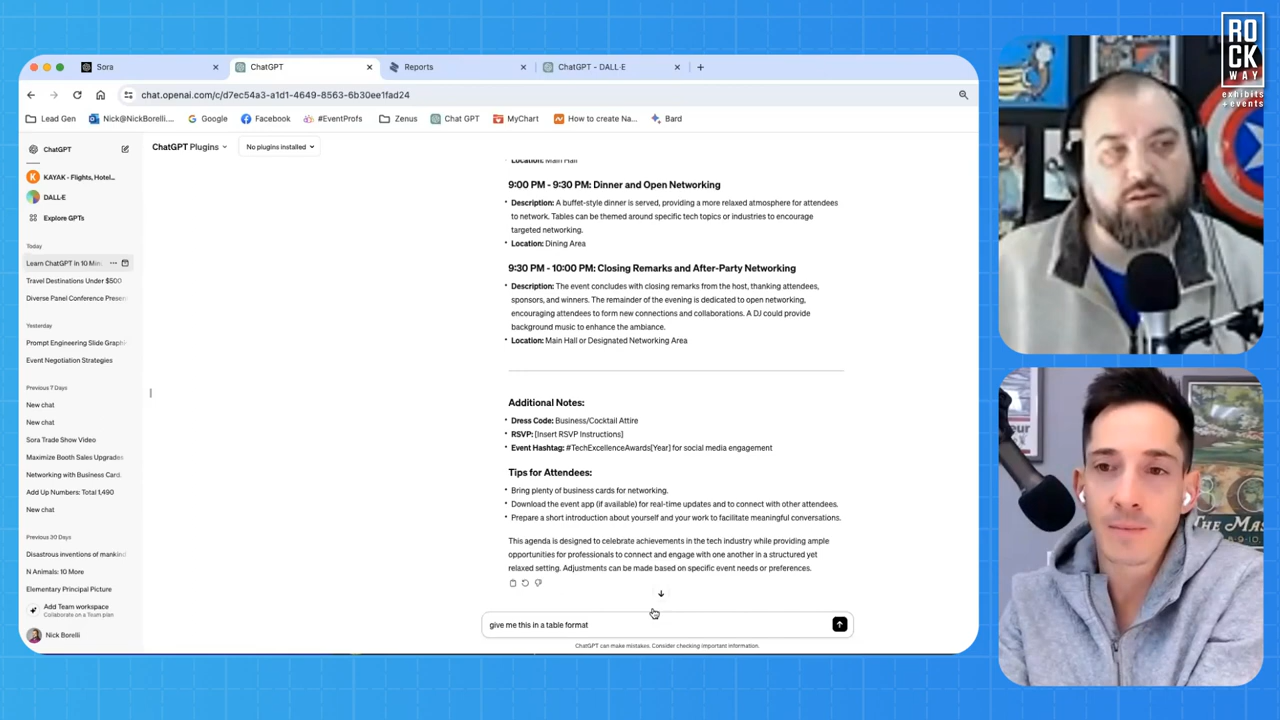 RO
CK
WAY
exhibits
+events
Sora
ChatGPT
Reports
ChatGPT - DALL·E
chat.openai.com/c/d7ec54a3-a1d1-4649-8563-6b30ee1fad24
Lead Gen
Nick@NickBorelli....
Google
Facebook
#EventProfs
Zenus
Chat GPT
MyChart
How to create Na...
Bard
ChatGPT
KAYAK - Flights, Hotel...
DALL·E
Explore GPTs
Today
Learn ChatGPT in 10 Min
Travel Destinations Under $500
Diverse Panel Conference Presen
Yesterday
Prompt Engineering Slide Graphi
Event Negotiation Strategies
Previous 7 Days
New chat
New chat
Sora Trade Show Video
Maximize Booth Sales Upgrades
Networking with Business Card.
Add Up Numbers: Total 1,490
New chat
Previous 30 Days
Disastrous inventions of mankind
N Animals: 10 More
Elementary Principal Picture
Add Team workspace
Collaborate on a Team plan
Nick Borelli
ChatGPT Plugins
No plugins installed
Location: Main Hall
9:00 PM - 9:30 PM: Dinner and Open Networking
• Description: A buffet-style dinner is served, providing a more relaxed atmosphere for attendees
to network. Tables can be themed around specific tech topics or industries to encourage
targeted networking.
• Location: Dining Area
9:30 PM - 10:00 PM: Closing Remarks and After-Party Networking
• Description: The event concludes with closing remarks from the host, thanking attendees,
sponsors, and winners. The remainder of the evening is dedicated to open networking,
encouraging attendees to form new connections and collaborations. A DJ could provide
background music to enhance the ambiance.
• Location: Main Hall or Designated Networking Area
Additional Notes:
• Dress Code: Business/Cocktail Attire
• RSVP: [Insert RSVP Instructions]
• Event Hashtag: #TechExcellenceAwards[Year] for social media engagement
Tips for Attendees:
• Bring plenty of business cards for networking.
• Download the event app (if available) for real-time updates and to connect with other attendees.
• Prepare a short introduction about yourself and your work to facilitate meaningful conversations.
This agenda is designed to celebrate achievements in the tech industry while providing ample
opportunities for professionals to connect and engage with one another in a structured yet
relaxed setting. Adjustments can be made based on specific event needs or preferences.
give me this in a table format
ChatGPT can make mistakes. Consider checking important information.
THE MAS